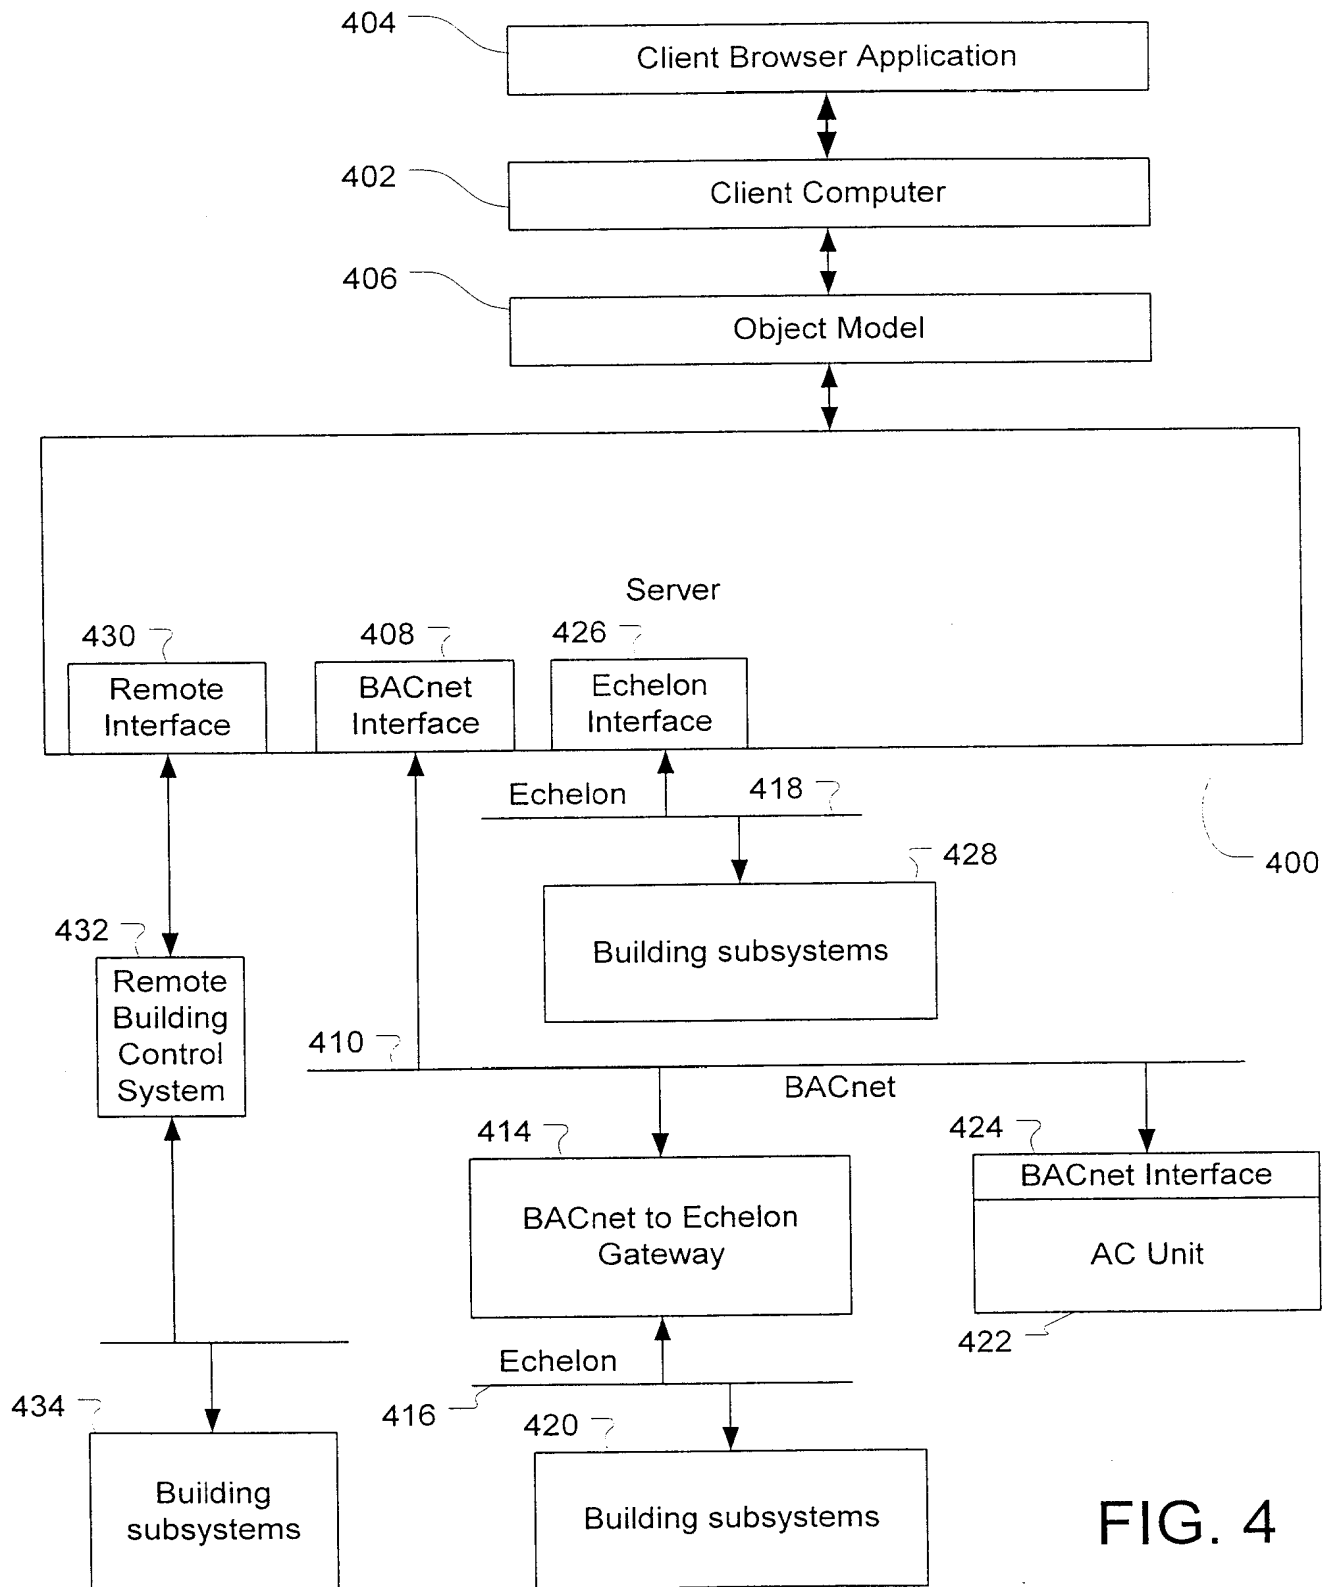 404
Client Browser Application
402
Client Computer
406
Object Model
Server
430
408
426
Remote
Interface
BACnet
Interface
Echelon
Interface
Echelon
418
428
400
Building subsystems
432
Remote
Building
Control
System
410
BACnet
414
424
BACnet to Echelon
Gateway
BACnet Interface
AC Unit
422
Echelon
416
434
420
Building
subsystems
Building subsystems
FIG. 4